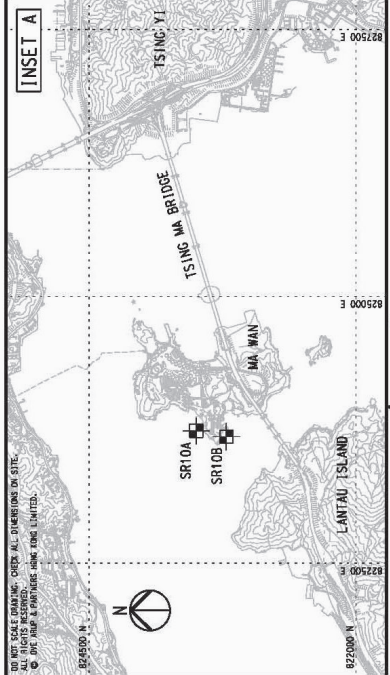 DO NOT SCALE DRAWING. CHECK ALL DIMENSIONS ON SITE.
ALL RIGHTS RESERVED.
© OVE ARUP & PARTNERS HONG KONG LIMITED.
INSET A
N
824500 N
TSING YI
TSING MA BRIDGE
SR10A
SR10B
MA WAN
LANTAU ISLAND
822000 N
822500 E
825000 E
827500 E